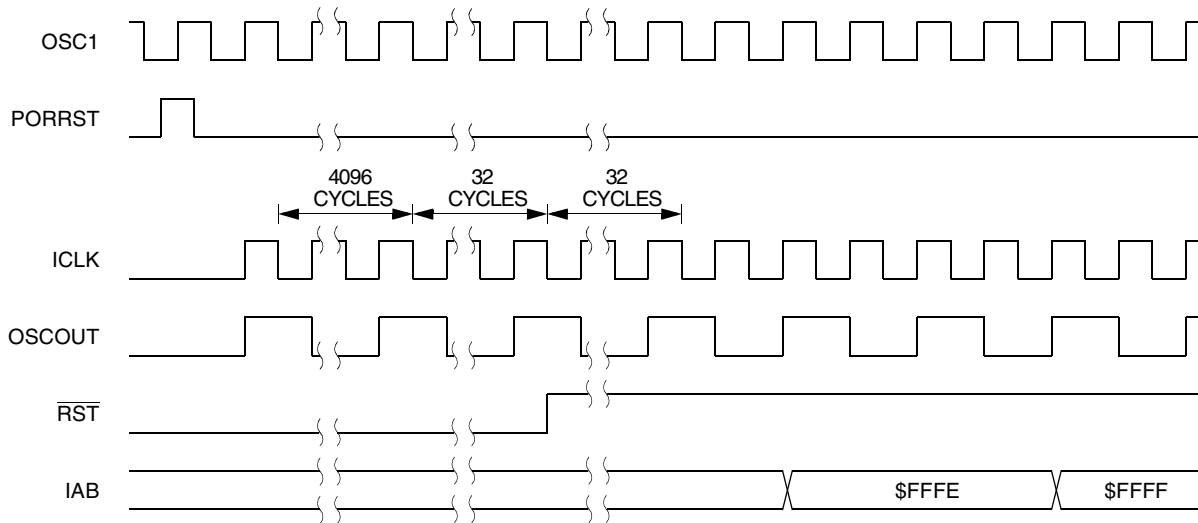 OSC1
PORRST
4096
CYCLES
32
CYCLES
32
CYCLES
ICLK
OSCOUT
RST
IAB
$FFFE
$FFFF